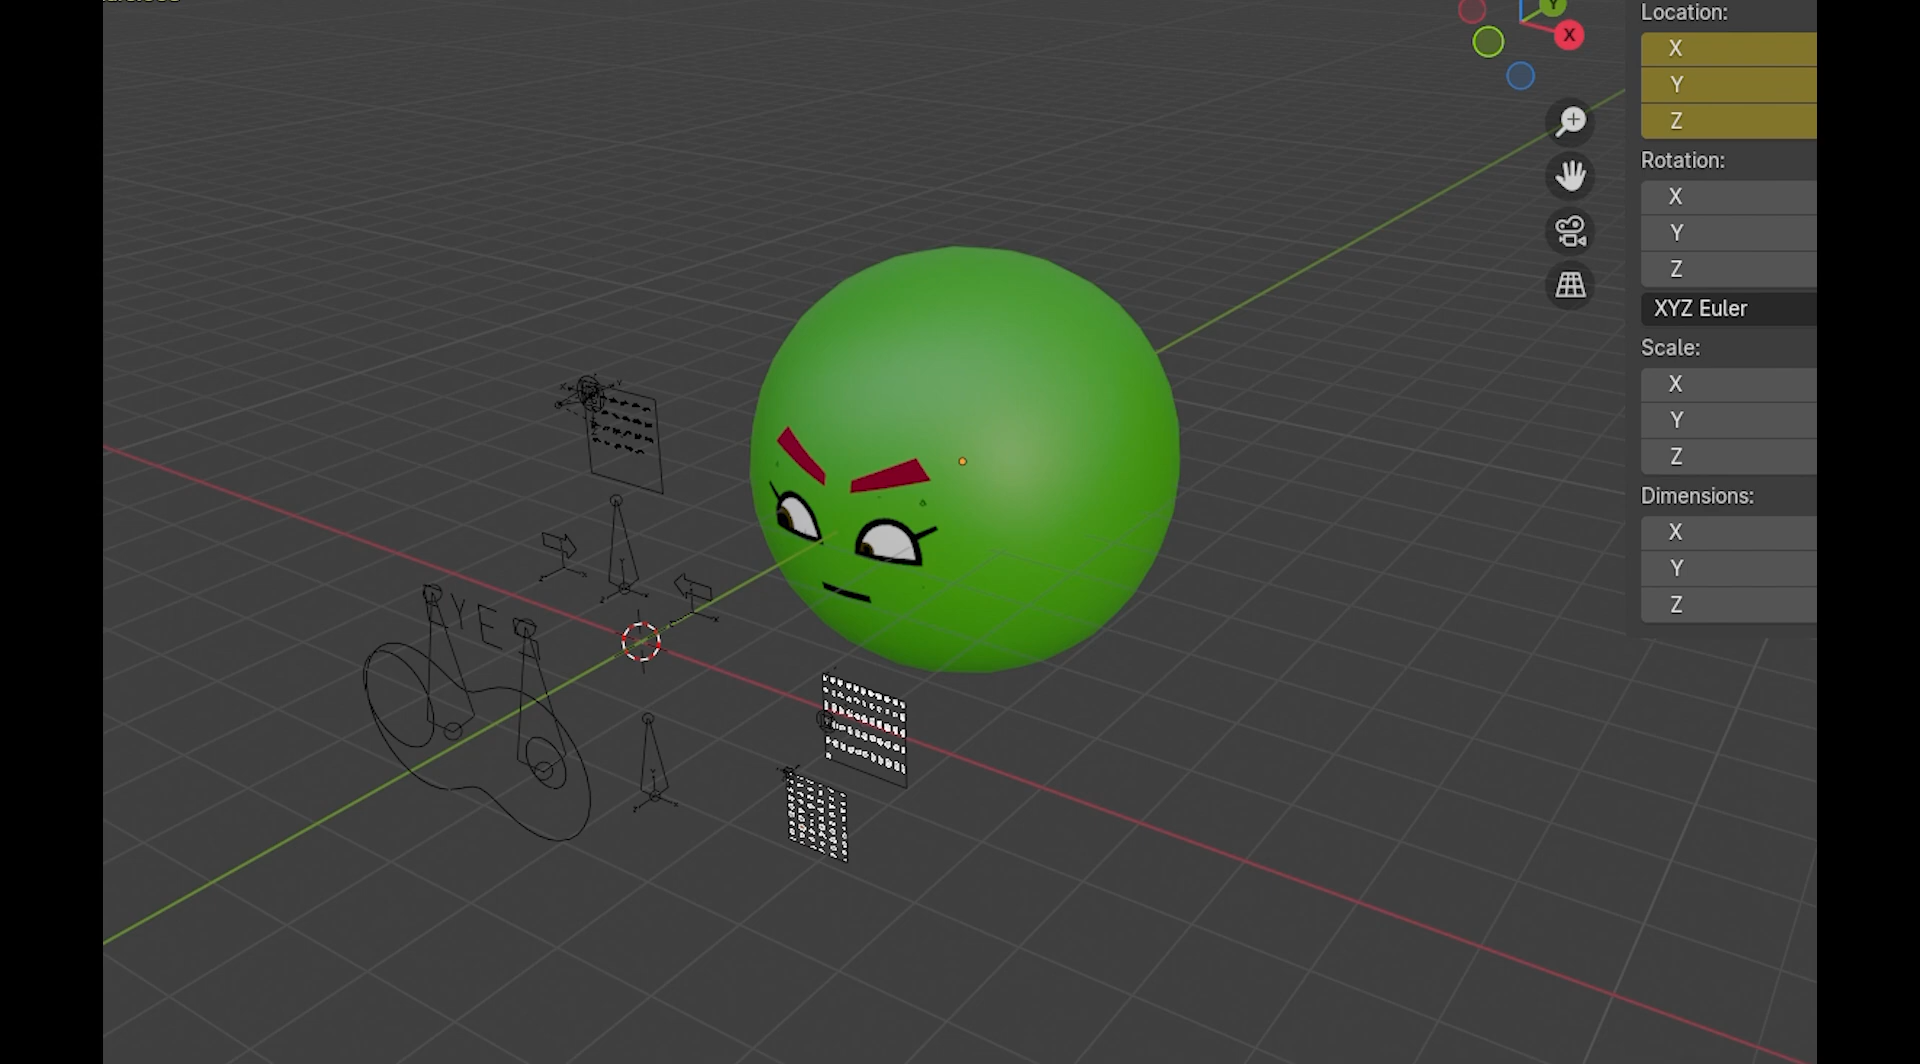 Y
X
Location:
X
Y
Z
Rotation:
X
Y
Z
XYZ Euler
Scale:
X
Y
Z
Dimensions:
X
Y
Z